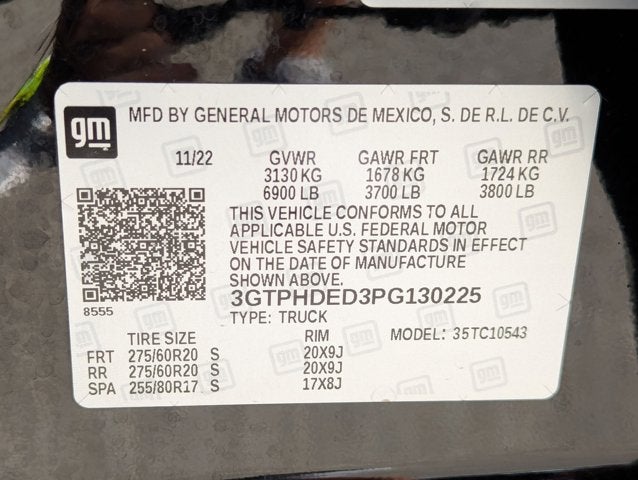 gm
MFD BY GENERAL MOTORS DE MEXICO, S. DE R.L. DE C.V.
11/22 GVWR GAWR FRT GAWR RR
3130 KG 1678 KG 1724 KG
6900 LB 3700 LB 3800 LB
THIS VEHICLE CONFORMS TO ALL
APPLICABLE U.S. FEDERAL MOTOR
VEHICLE SAFETY STANDARDS IN EFFECT
ON THE DATE OF MANUFACTURE
SHOWN ABOVE.
3GTPHDED3PG130225
8555
TYPE: TRUCK
TIRE SIZE RIM MODEL: 35TC10543
FRT 275/60R20 S 20X9J
RR 275/60R20 S 20X9J
SPA 255/80R17 S 17X8J